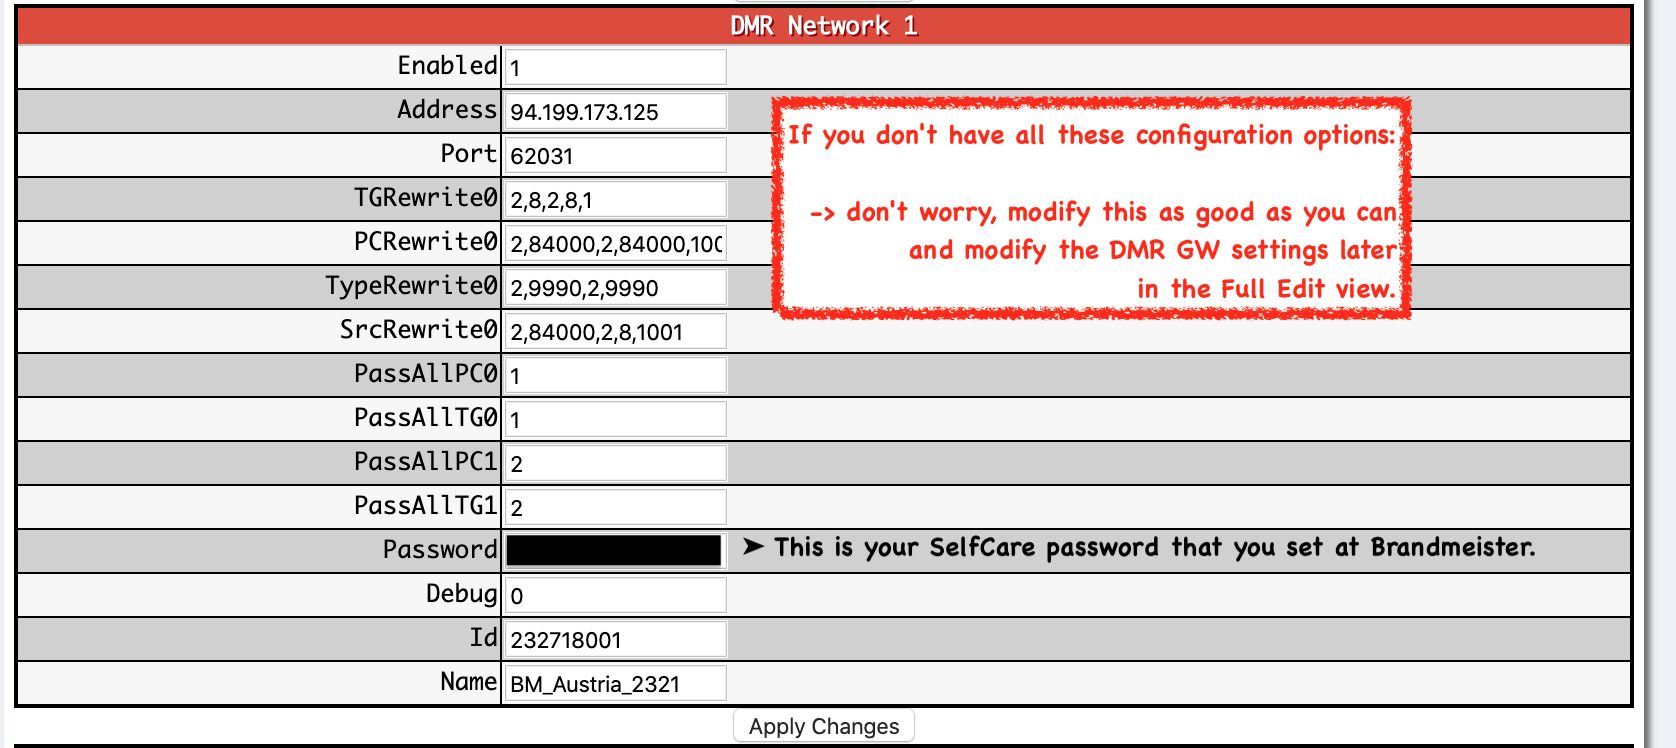 DMR Network 1
Enabled 1
Address 94.199.173.125
If you don't have all these configuration options:
Port 62031
TGRewrite0 2,8,2,8,1
-> don't worry, modify this as good as you can
PCRewrite0 2,84000,2,84000,100
and modify the DMR GW settings later
TypeRewrite0 2,9990,2,9990
in the Full Edit view.
SrcRewrite0 2,84000,2,8,1001
PassAllPC0 1
PassAllTG0 1
PassAllPC1 2
PassAllTG1 2
Password ➤ This is your SelfCare password that you set at Brandmeister.
Debug 0
Id 232718001
Name BM_Austria_2321
Apply Changes